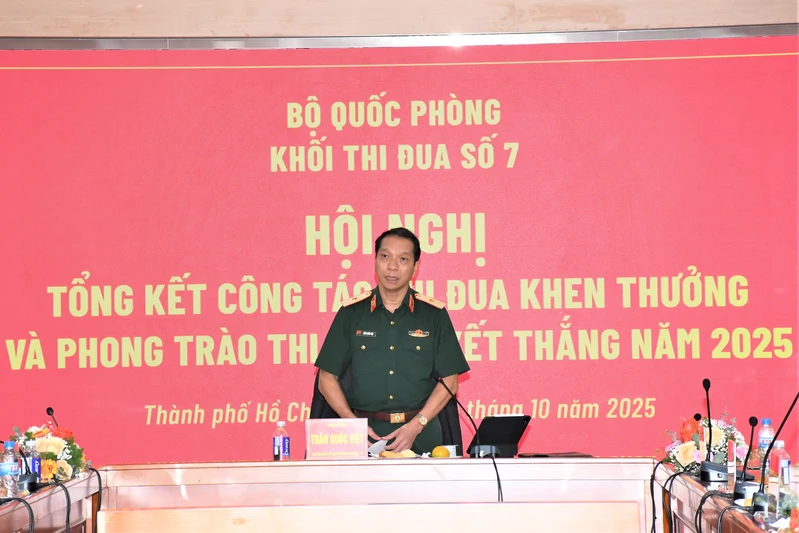 BỘ QUỐC PHÒNG
KHỐI THI ĐUA SỐ 7
HỘI NGHỊ
TỔNG KẾT CÔNG TÁC ĐUA KHEN THƯỞNG
VÀ PHONG TRÀO THI THẮNG NĂM 2025
Thành phố Hồ tháng 10 năm 2025
TRẦN QUỐC VIỆT